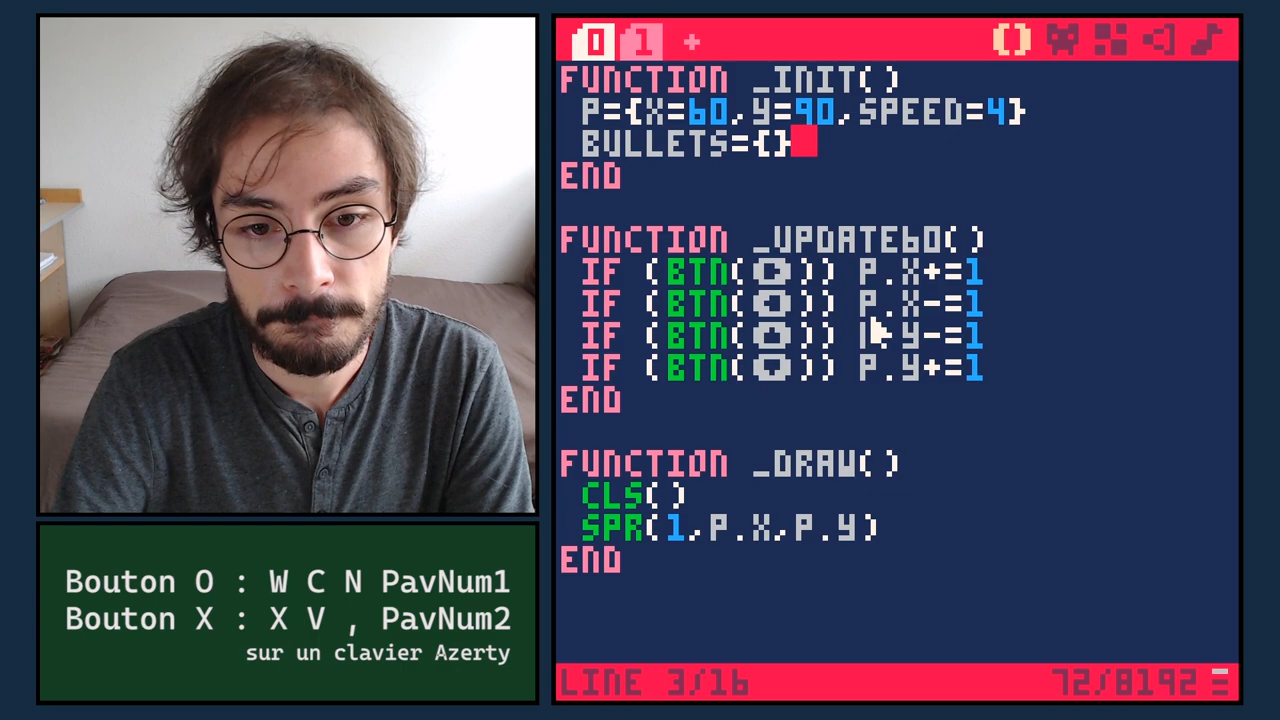 0 1 +
FUNCTION _INIT()
P={X=60,Y=90,SPEED=4}
BULLETS={}
END
FUNCTION _UPDATE60()
IF (BTN(➡️)) P.X+=1
IF (BTN(⬅️)) P.X-=1
IF (BTN(⬆️)) P.Y-=1
IF (BTN(⬇️)) P.Y+=1
END
FUNCTION _DRAW()
CLS()
SPR(1,P.X,P.Y)
END
LINE 3/16 72/8192
Bouton O : W C N PavNum1
Bouton X : X V , PavNum2
sur un clavier Azerty